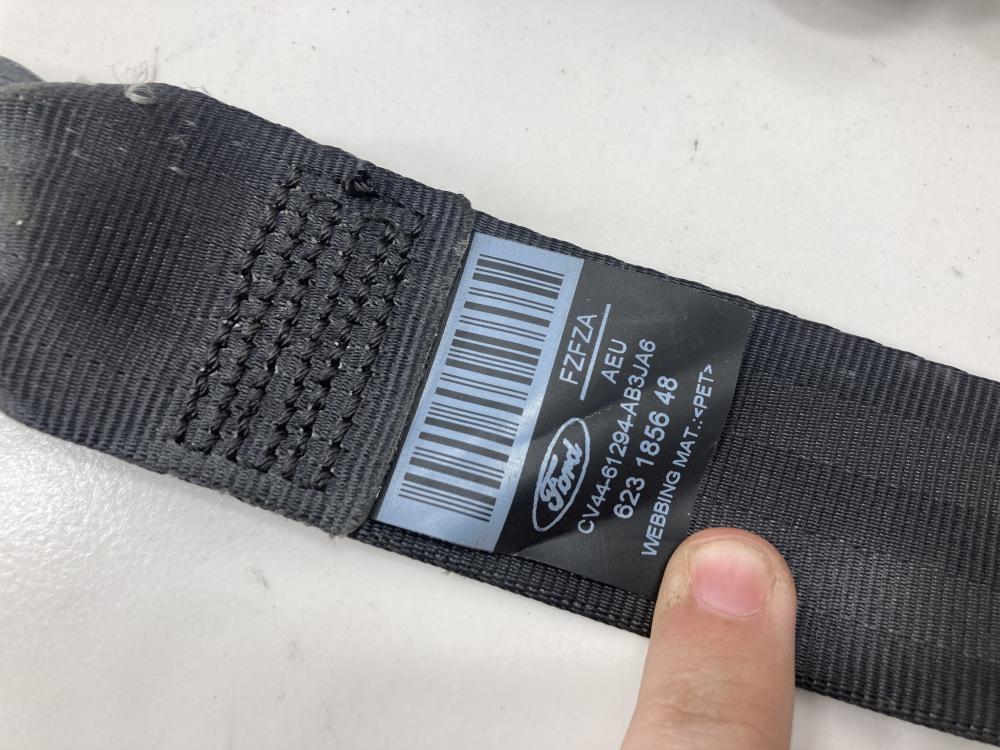 FZFZA
AEU
Ford
CV44-61294-AB3JA6
623 1856 48
WEBBING MAT.:<PET>